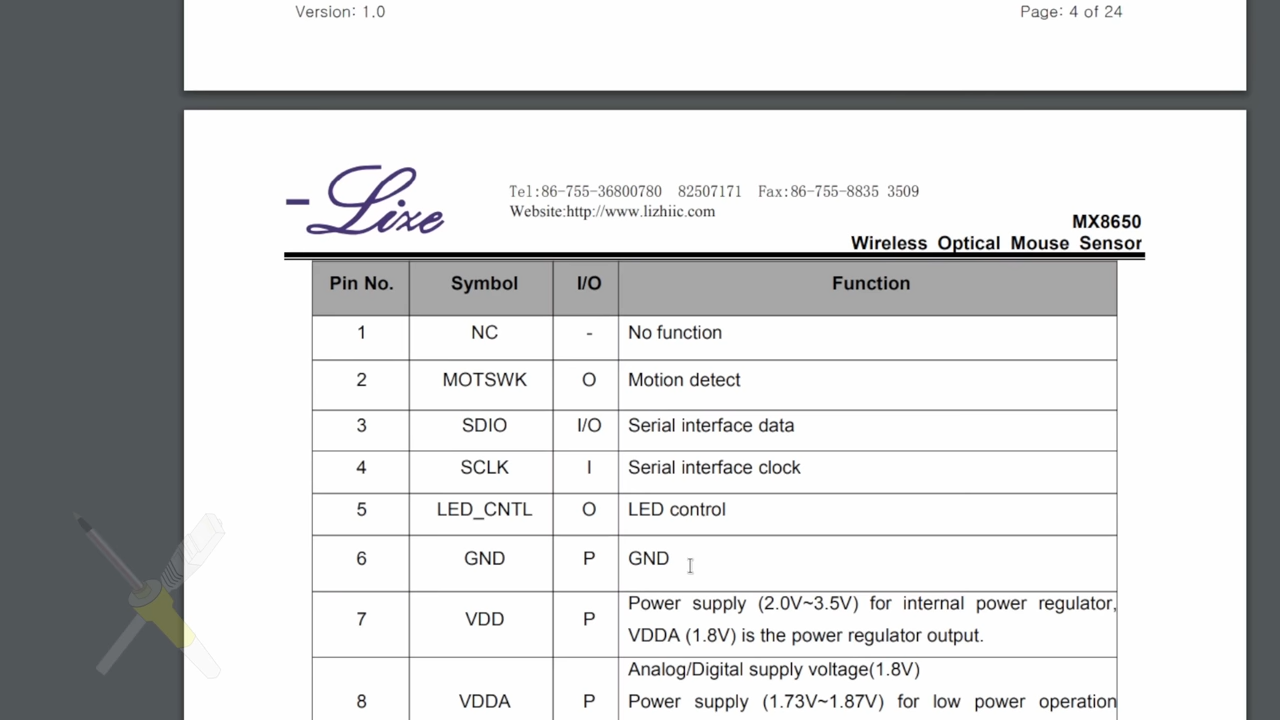 Version: 1.0 Page: 4 of 24
Lixe
Tel:86-755-36800780 82507171 Fax:86-755-8835 3509
Website:http://www.lizhiic.com
MX8650
Wireless Optical Mouse Sensor
Pin No. Symbol I/O Function
1 NC - No function
2 MOTSWK O Motion detect
3 SDIO I/O Serial interface data
4 SCLK I Serial interface clock
5 LED_CNTL O LED control
6 GND P GND
7 VDD P Power supply (2.0V~3.5V) for internal power regulator,
VDDA (1.8V) is the power regulator output.
Analog/Digital supply voltage(1.8V)
8 VDDA P Power supply (1.73V~1.87V) for low power operation